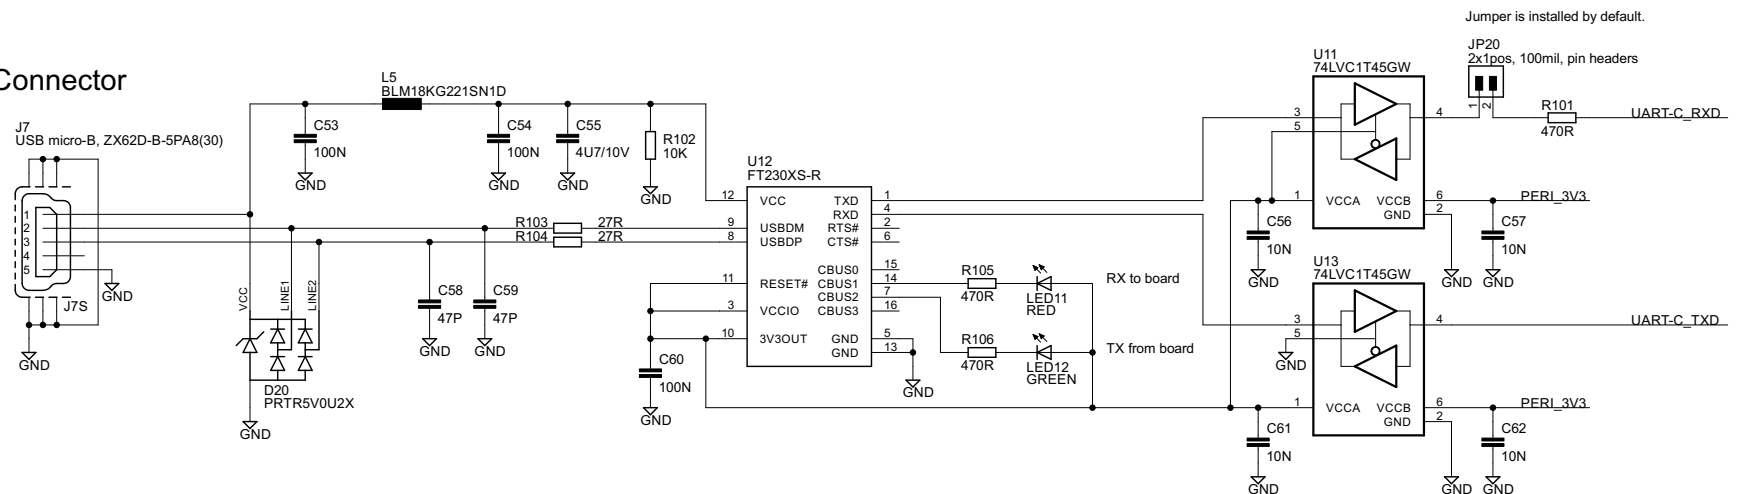 Jumper is installed by default.
Connector
J7
USB micro-B, ZX62D-B-5PA8(30)
1
2
3
4
5
J7S
GND
GND
VCC
LINE1
LINE2
D20
PRTR5V0U2X
GND
C53
100N
GND
L5
BLM18KG221SN1D
C54
100N
GND
C55
4U7/10V
GND
R102
10K
GND
R103 27R
R104 27R
C58
47P
GND
C59
47P
GND
C60
100N
GND
U12
FT230XS-R
12 VCC TXD 1
RXD 4
9 USBDM RTS# 2
8 USBDP CTS# 6
CBUS0 15
11 RESET# CBUS1 14
CBUS2 7
3 VCCIO CBUS3 16
10 3V3OUT GND 5
GND 13
GND
R105
470R
LED11
RED
RX to board
R106
470R
LED12
GREEN
TX from board
U11
74LVC1T45GW
3
5
4
1 VCCA VCCB 6
GND 2
PERI_3V3
C56
10N
GND
GND
C57
10N
GND
JP20
2x1pos, 100mil, pin headers
1
2
R101
470R
UART-C_RXD
U13
74LVC1T45GW
3
5
GND
4
UART-C_TXD
1 VCCA VCCB 6
GND 2
PERI_3V3
C61
10N
GND
GND
C62
10N
GND